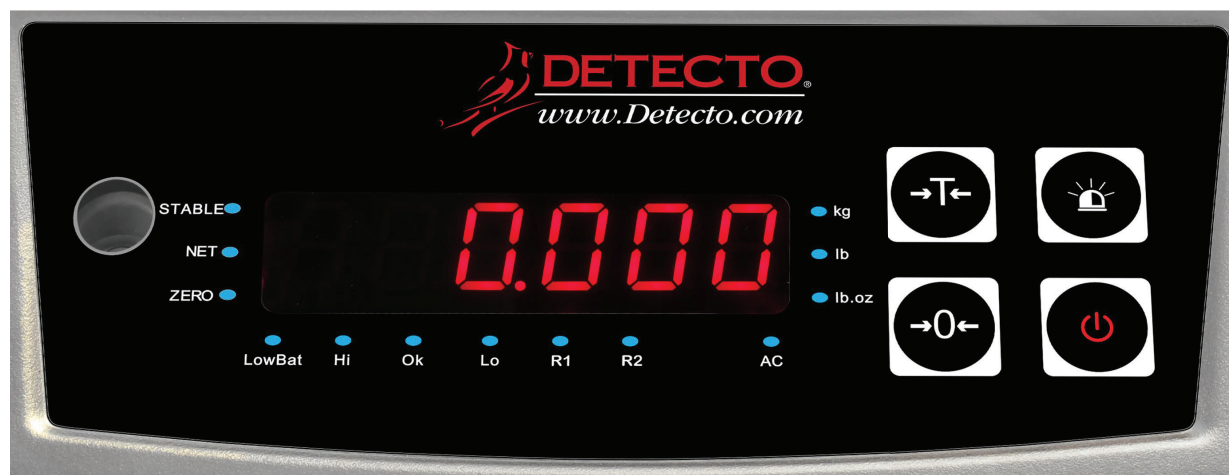 DETECTO®
www.Detecto.com
→T←
STABLE
kg
NET
lb
ZERO
lb.oz
0.000
→0←
LowBat
Hi
Ok
Lo
R1
R2
AC